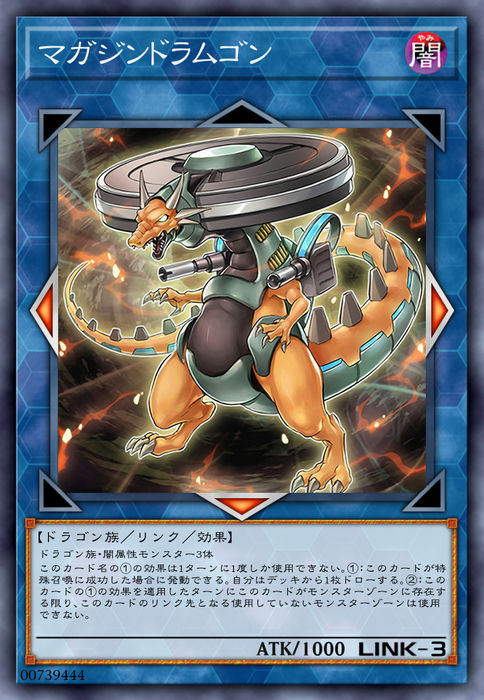 マガジンドラムゴン
やみ
闇
【ドラゴン族／リンク／効果】
ドラゴン族・闇属性モンスター3体
このカード名の①の効果は1ターンに1度しか使用できない。①：このカードが特
殊召喚に成功した場合に発動できる。自分はデッキから1枚ドローする。②：この
カードの①の効果を適用したターンにこのカードがモンスターゾーンに存在す
る限り、このカードのリンク先となる使用していないモンスターゾーンは使用
できない。
ATK/1000 LINK-3
00739444